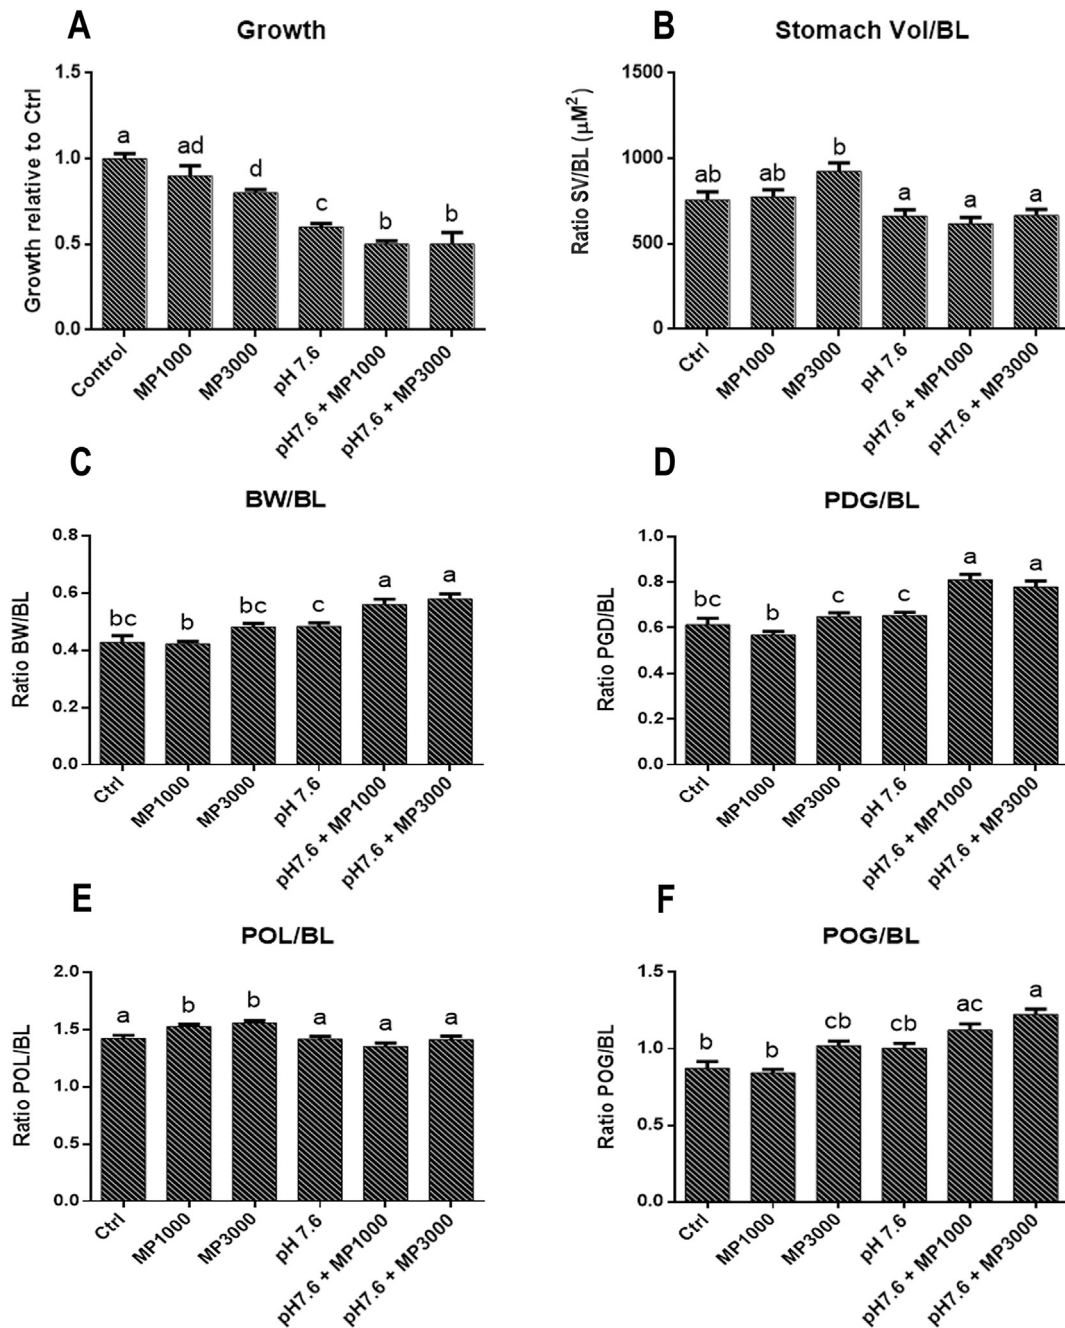 A Growth
Growth relative to Ctrl
1.5
1.0
0.5
0.0
a ad d c b b
Control MP1000 MP3000 pH 7.6 pH7.6 + MP1000 pH7.6 + MP3000
B Stomach Vol/BL
Ratio SV/BL (µM²)
1500
1000
500
0
ab ab b a a a
Ctrl MP1000 MP3000 pH 7.6 pH7.6 + MP1000 pH7.6 + MP3000
C BW/BL
Ratio BW/BL
0.8
0.6
0.4
0.2
0.0
bc b bc c a a
Ctrl MP1000 MP3000 pH 7.6 pH7.6 + MP1000 pH7.6 + MP3000
D PDG/BL
Ratio PGD/BL
1.0
0.8
0.6
0.4
0.2
0.0
bc b c c a a
Ctrl MP1000 MP3000 pH 7.6 pH7.6 + MP1000 pH7.6 + MP3000
E POL/BL
Ratio POL/BL
2.0
1.5
1.0
0.5
0.0
a b b a a a
Ctrl MP1000 MP3000 pH 7.6 pH7.6 + MP1000 pH7.6 + MP3000
F POG/BL
Ratio POG/BL
1.5
1.0
0.5
0.0
b b cb cb ac a
Ctrl MP1000 MP3000 pH 7.6 pH7.6 + MP1000 pH7.6 + MP3000